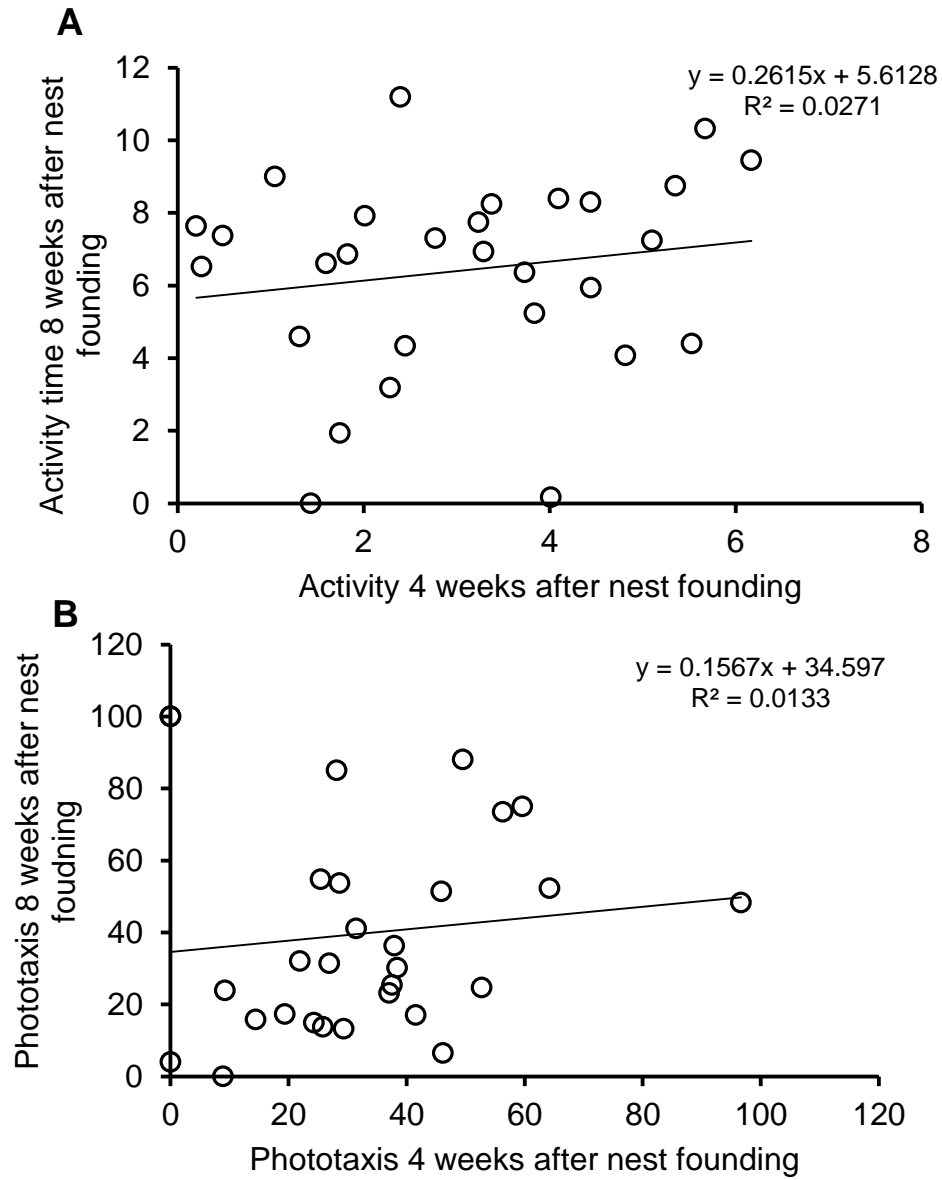 A
y = 0.2615x + 5.6128
R² = 0.0271
Activity time 8 weeks after nest
founding
12
10
8
6
4
2
0
0 2 4 6 8
Activity 4 weeks after nest founding
B
y = 0.1567x + 34.597
R² = 0.0133
Phototaxis 8 weeks after nest
foudning
120
100
80
60
40
20
0
0 20 40 60 80 100 120
Phototaxis 4 weeks after nest founding